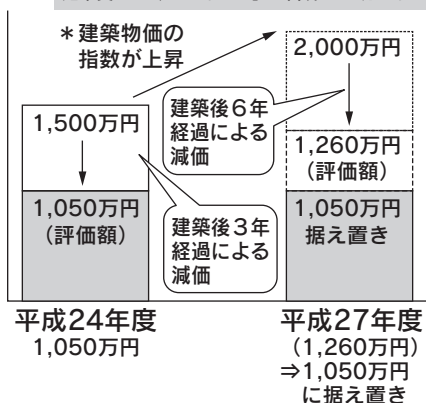 ＊建築物価の
指数が上昇
2,000万円
1,500万円
建築後６年
経過による
減価
1,260万円
(評価額)
1,050万円
(評価額)
建築後３年
経過による
減価
1,050万円
据え置き
平成24年度
1,050万円
平成27年度
(1,260万円)
⇒1,050万円
に据え置き